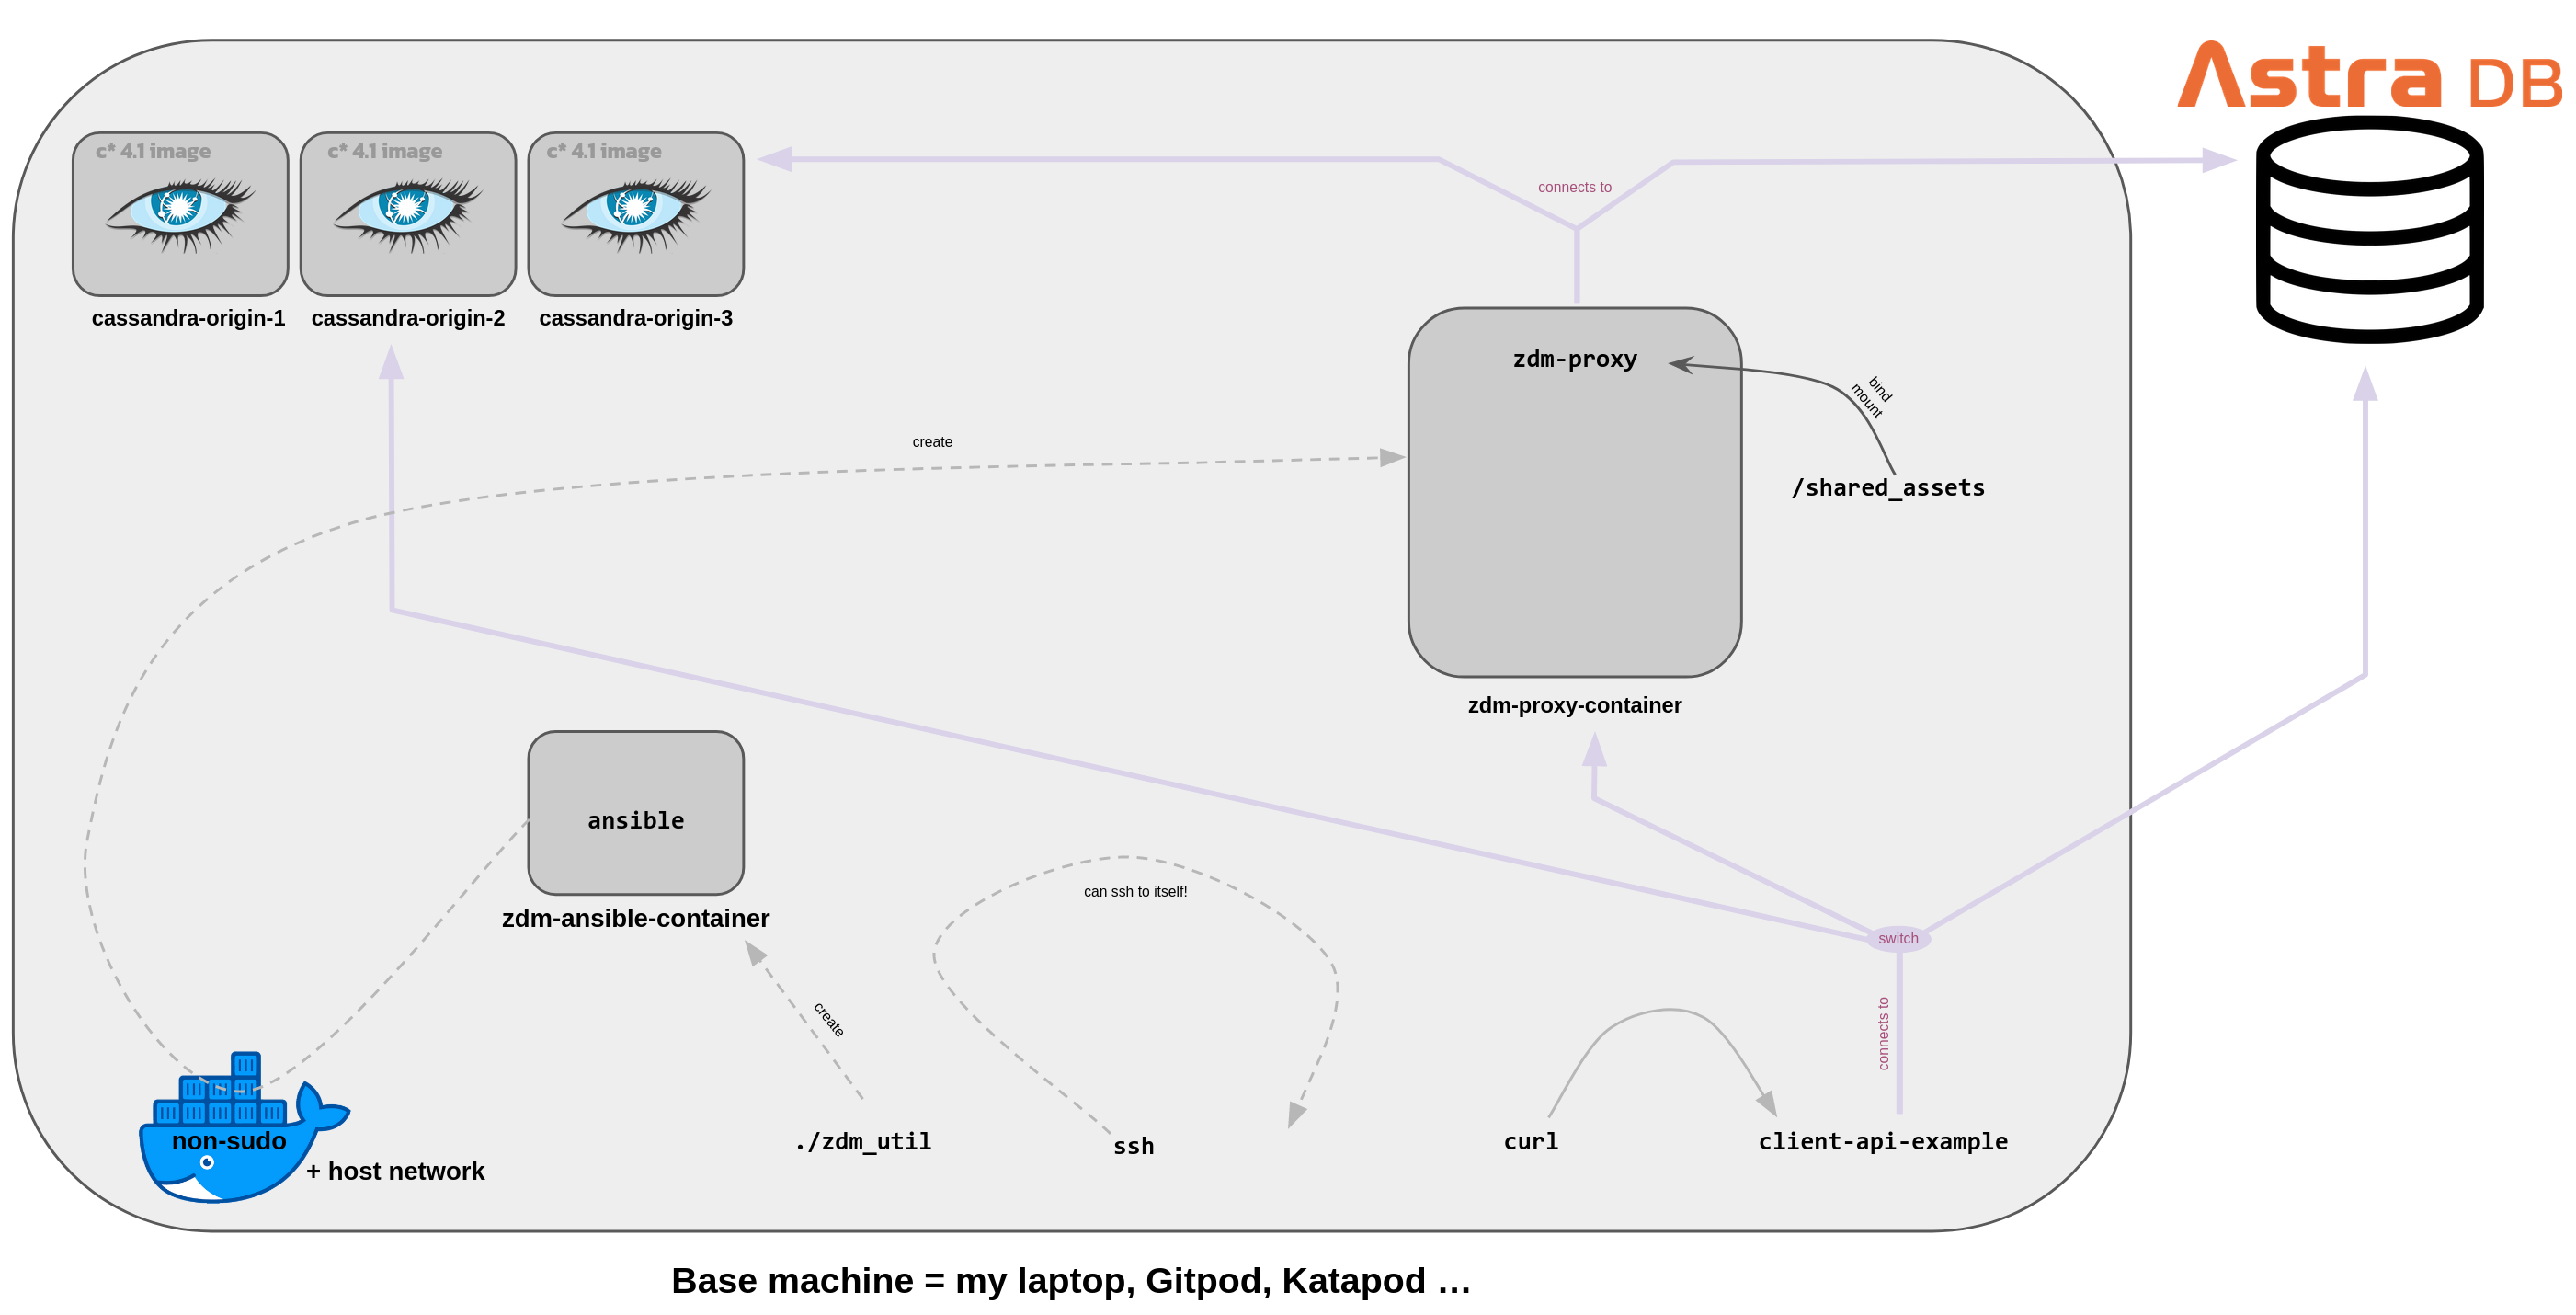 Astra DB
c* 4.1 image
c* 4.1 image
c* 4.1 image
connects to
cassandra-origin-1
cassandra-origin-2
cassandra-origin-3
zdm-proxy
bind
mount
create
/shared_assets
zdm-proxy-container
ansible
can ssh to itself!
zdm-ansible-container
switch
create
connects to
non-sudo
+ host network
./zdm_util
ssh
curl
client-api-example
Base machine = my laptop, Gitpod, Katapod …